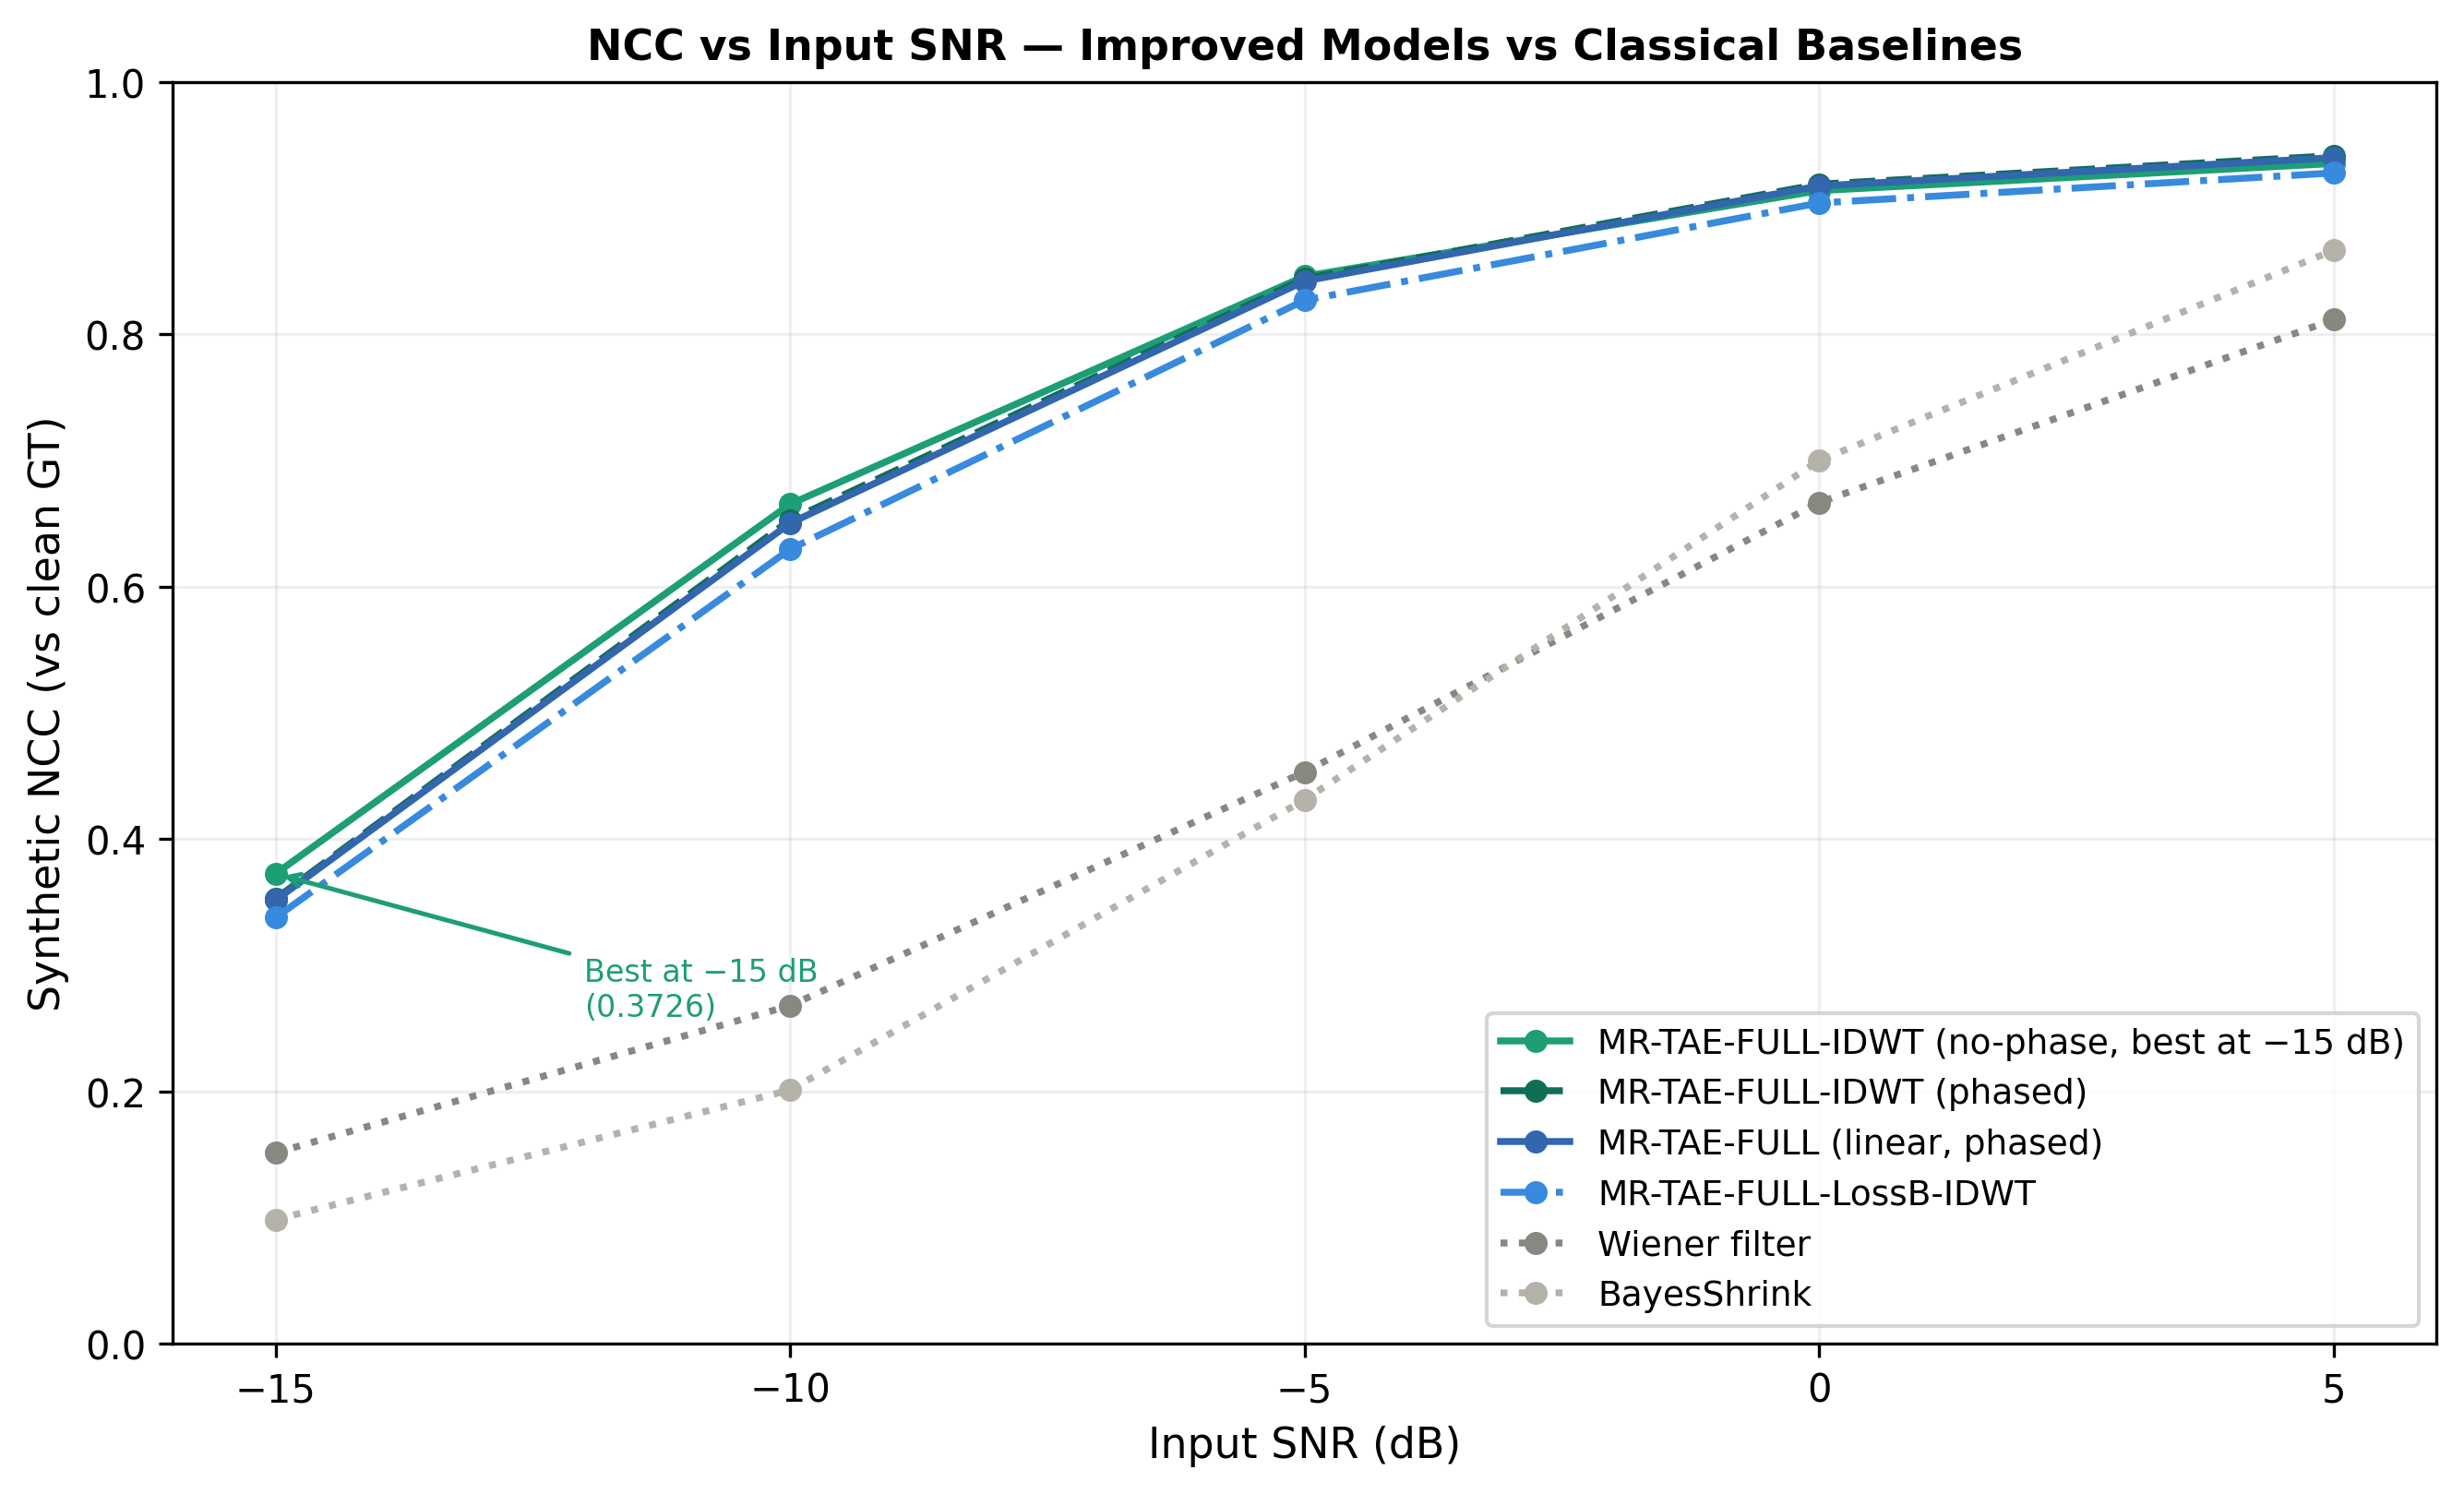 NCC vs Input SNR — Improved Models vs Classical Baselines
1.0
0.8
0.6
0.4
0.2
0.0
Synthetic NCC (vs clean GT)
Best at −15 dB
(0.3726)
MR-TAE-FULL-IDWT (no-phase, best at −15 dB)
MR-TAE-FULL-IDWT (phased)
MR-TAE-FULL (linear, phased)
MR-TAE-FULL-LossB-IDWT
Wiener filter
BayesShrink
−15 −10 −5 0 5
Input SNR (dB)